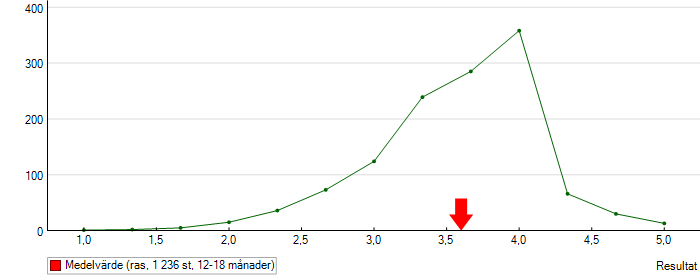 400
300
200
100
0
1,0 1,5 2,0 2,5 3,0 3,5 4,0 4,5 5,0
Medelvärde (ras, 1 236 st, 12-18 månader)
Resultat